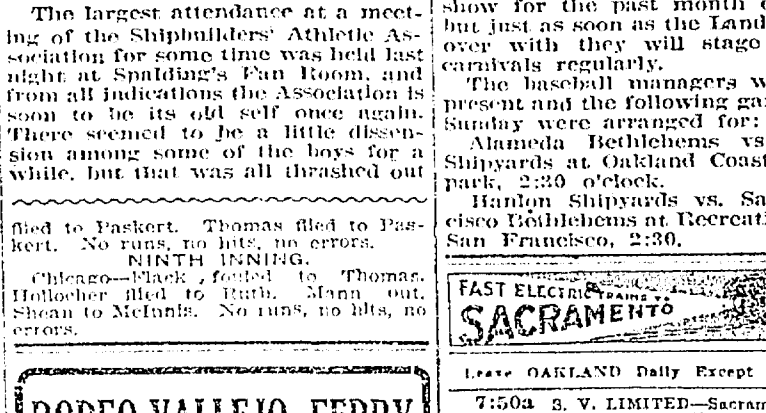 The largest attendance at a meet-
ing of the Shipbuilders' Athletic As-
sociation for some time was held last
night at Spalding's Fan Room, and
from all indications the Association is
soon to be its old self once again.
There seemed to be a little dissen-
sion among some of the boys for a
while, but that was all thrashed out
flied to Paskert. Thomas flied to Pas-
kert. No runs, no hits, no errors.
NINTH INNING.
Chicago—Flack fouled to Thomas.
Hollocher flied to Ruth. Mann out,
Shean to McInnis. No runs, no hits, no
errors.
RODEO VALLEJO FERRY
show for the past month
but just as soon as the Land
over with they will stage
carnivals regularly.
The baseball managers w
present and the following ga
Sunday were arranged for:
Alameda Bethlehems vs
Shipyards at Oakland Coast
park, 2:30 o'clock.
Hanlon Shipyards vs. Sa
cisco Bethlehems at Recreati
San Francisco, 2:30.
FAST ELECTRIC TRAINS TO
SACRAMENTO
Leave OAKLAND Daily Except
7:50a S. V. LIMITED—Sacram